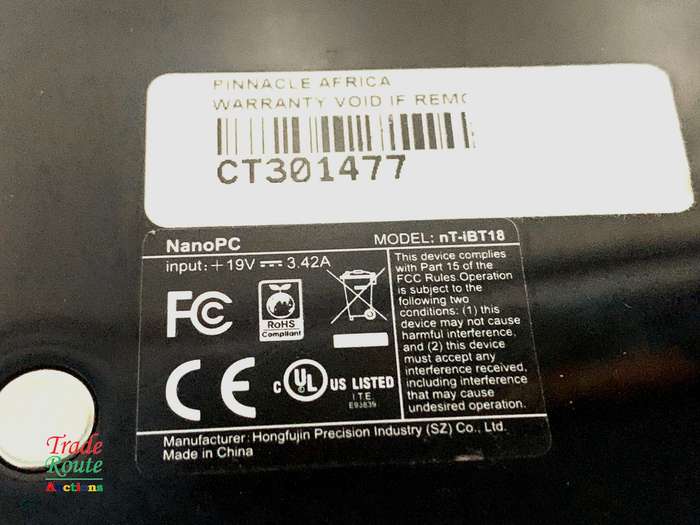 PINNACLE AFRICA
WARRANTY VOID IF REMO
CT301477
NanoPC
MODEL: nT-iBT18
input: +19V ⎓ 3.42A
FC
RoHS
Compliant
CE
c UL US LISTED
I T E
E93839
This device complies
with Part 15 of the
FCC Rules.Operation
is subject to the
following two
conditions: (1) this
device may not cause
harmful interference.
and (2) this device
must accept any
interference received.
including interference
that may cause
undesired operation.
Manufacturer: Hongfujin Precision Industry (SZ) Co., Ltd.
Made in China
Trade
Route
Auctions